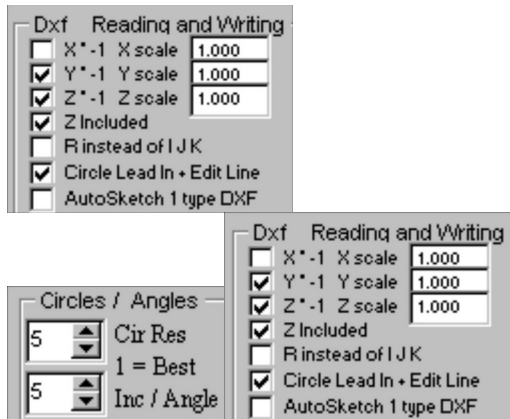 Dxf Reading and Writing
X*-1 X scale 1.000
Y*-1 Y scale 1.000
Z*-1 Z scale 1.000
Z Included
R instead of I J K
Circle Lead In + Edit Line
AutoSketch 1 type DXF
Dxf Reading and Writing
X*-1 X scale 1.000
Y*-1 Y scale 1.000
Z*-1 Z scale 1.000
Z Included
R instead of I J K
Circle Lead In + Edit Line
AutoSketch 1 type DXF
Circles / Angles
5 Cir Res
1 = Best
5 Inc / Angle